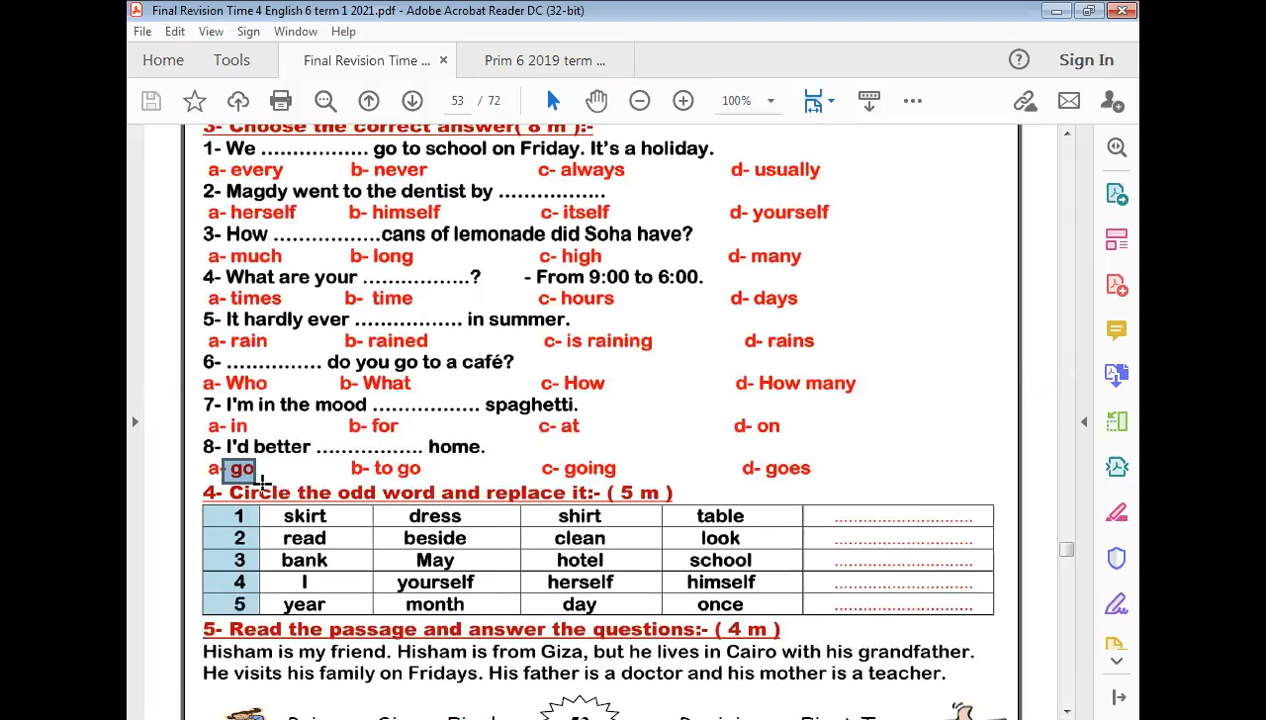 Final Revision Time 4 English 6 term 1 2021.pdf - Adobe Acrobat Reader DC (32-bit)
File Edit View Sign Window Help
Home Tools Final Revision Time ... × Prim 6 2019 term ... Sign In
53 / 72 100%
3- Choose the correct answer( 8 m ):-
1- We ................. go to school on Friday. It's a holiday.
a- every b- never c- always d- usually
2- Magdy went to the dentist by .................
a- herself b- himself c- itself d- yourself
3- How .................cans of lemonade did Soha have?
a- much b- long c- high d- many
4- What are your .................? - From 9:00 to 6:00.
a- times b- time c- hours d- days
5- It hardly ever ................. in summer.
a- rain b- rained c- is raining d- rains
6- ............... do you go to a café?
a- Who b- What c- How d- How many
7- I'm in the mood ................. spaghetti.
a- in b- for c- at d- on
8- I'd better ................. home.
a- go b- to go c- going d- goes
4- Circle the odd word and replace it:- ( 5 m )
1 skirt dress shirt table ..............................
2 read beside clean look ..............................
3 bank May hotel school ..............................
4 I yourself herself himself ..............................
5 year month day once ..............................
5- Read the passage and answer the questions:- ( 4 m )
Hisham is my friend. Hisham is from Giza, but he lives in Cairo with his grandfather.
He visits his family on Fridays. His father is a doctor and his mother is a teacher.